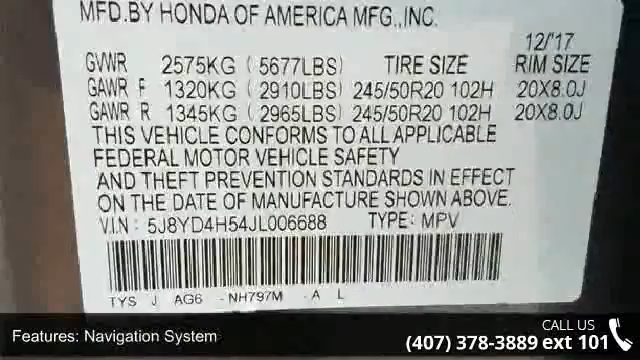 MFD.BY HONDA OF AMERICA MFG.,INC.
12/'17
GVWR 2575KG ( 5677LBS) TIRE SIZE RIM SIZE
GAWR F 1320KG ( 2910LBS) 245/50R20 102H 20X8.0J
GAWR R 1345KG ( 2965LBS) 245/50R20 102H 20X8.0J
THIS VEHICLE CONFORMS TO ALL APPLICABLE
FEDERAL MOTOR VEHICLE SAFETY
AND THEFT PREVENTION STANDARDS IN EFFECT
ON THE DATE OF MANUFACTURE SHOWN ABOVE.
V.I.N: 5J8YD4H54JL006688 TYPE: MPV
TYS J AG6 -NH797M -A L
Features: Navigation System
(407) 378-3889 ext 101